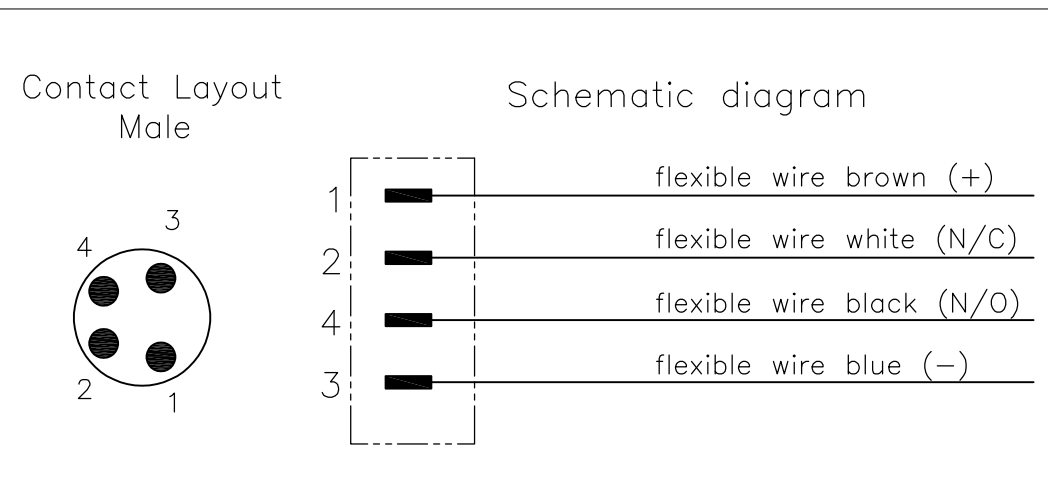 Contact Layout
Male
3
4
2
1
Schematic diagram
1 flexible wire brown (+)
2 flexible wire white (N/C)
4 flexible wire black (N/O)
3 flexible wire blue (−)